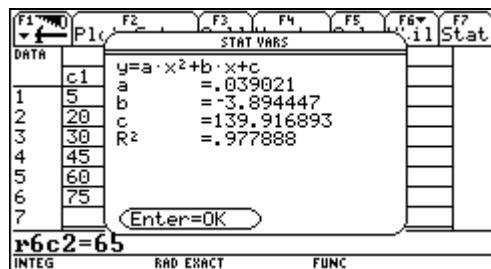 F1 F2 F3 F4 F5 F6 F7
Stat
STAT VARS
DATA
y=a·x²+b·x+c
a =.039021
b =-3.894447
c =139.916893
R² =.977888
c1
1 5
2 20
3 30
4 45
5 60
6 75
7
Enter=OK
r6c2=65
INTEG RAD EXACT FUNC